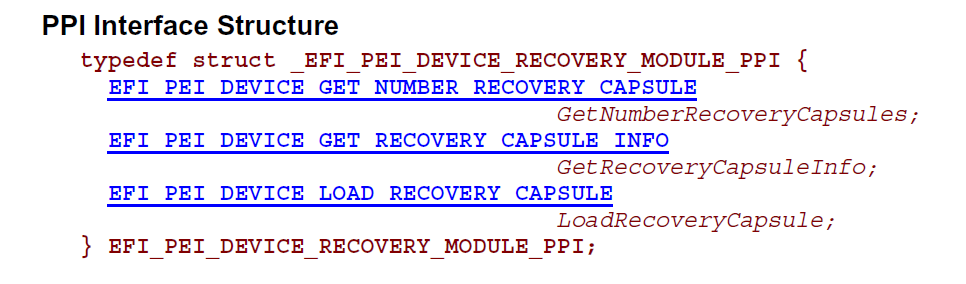 PPI Interface Structure
typedef struct _EFI_PEI_DEVICE_RECOVERY_MODULE_PPI {
EFI_PEI_DEVICE_GET_NUMBER_RECOVERY_CAPSULE
GetNumberRecoveryCapsules;
EFI_PEI_DEVICE_GET_RECOVERY_CAPSULE_INFO
GetRecoveryCapsuleInfo;
EFI_PEI_DEVICE_LOAD_RECOVERY_CAPSULE
LoadRecoveryCapsule;
} EFI_PEI_DEVICE_RECOVERY_MODULE_PPI;